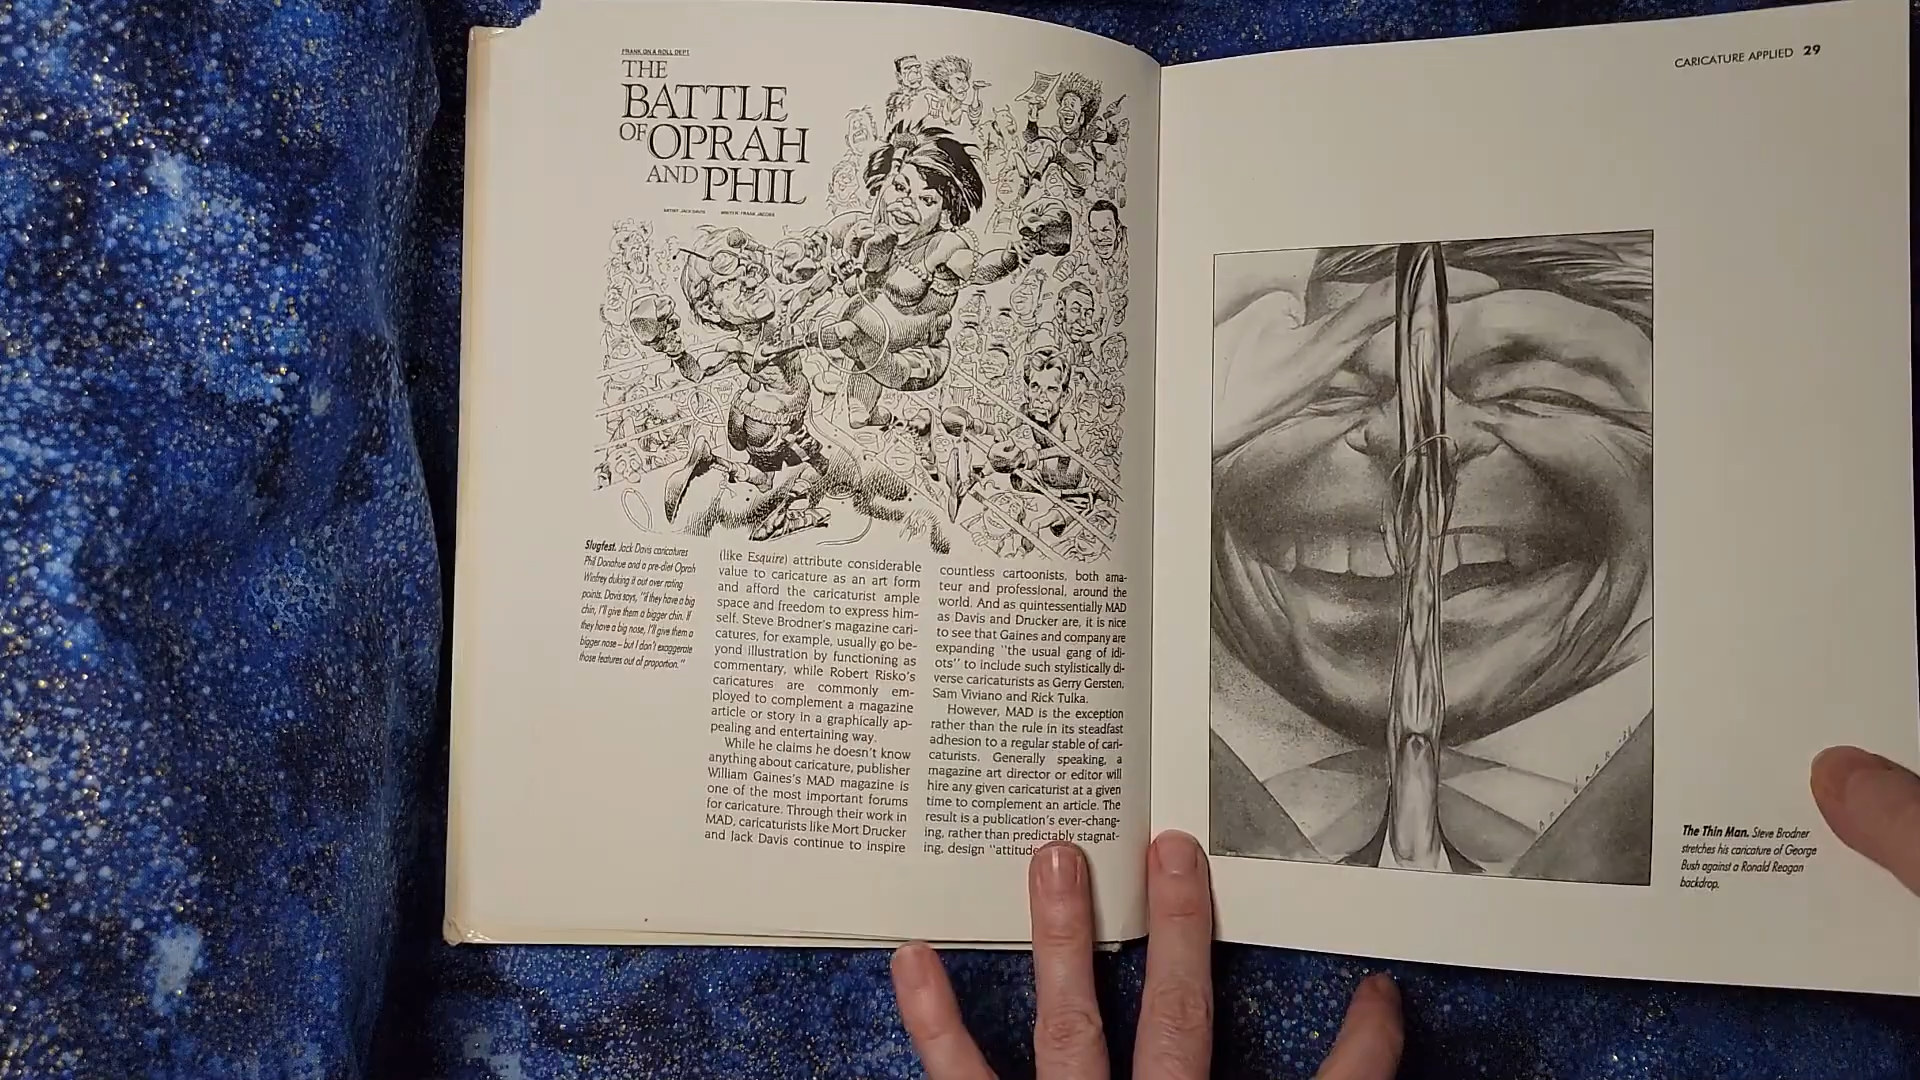 FRANK ON A ROLL DEPT.
THE
BATTLE
OF OPRAH
AND PHIL
ARTIST: JACK DAVIS WRITER: FRANK JACOBS
Slugfest. Jack Davis caricatures
Phil Donahue and a pre-diet Oprah
Winfrey duking it out over rating
points. Davis says, "if they have a big
chin, I'll give them a bigger chin. If
they have a big nose, I'll give them a
bigger nose – but I don't exaggerate
those features out of proportion."
(like Esquire) attribute considerable
value to caricature as an art form
and afford the caricaturist ample
space and freedom to express him-
self. Steve Brodner's magazine cari-
catures, for example, usually go be-
yond illustration by functioning as
commentary, while Robert Risko's
caricatures are commonly em-
ployed to complement a magazine
article or story in a graphically ap-
pealing and entertaining way.
While he claims he doesn't know
anything about caricature, publisher
William Gaines's MAD magazine is
one of the most important forums
for caricature. Through their work in
MAD, caricaturists like Mort Drucker
and Jack Davis continue to inspire
countless cartoonists, both ama-
teur and professional, around the
world. And as quintessentially MAD
as Davis and Drucker are, it is nice
to see that Gaines and company are
expanding "the usual gang of idi-
ots" to include such stylistically di-
verse caricaturists as Gerry Gersten,
Sam Viviano and Rick Tulka.
However, MAD is the exception
rather than the rule in its steadfast
adhesion to a regular stable of cari-
caturists. Generally speaking, a
magazine art director or editor will
hire any given caricaturist at a given
time to complement an article. The
result is a publication's ever-chang-
ing, rather than predictably stagnat-
ing, design "attitude
CARICATURE APPLIED 29
The Thin Man. Steve Brodner
stretches his caricature of George
Bush against a Ronald Reagan
backdrop.